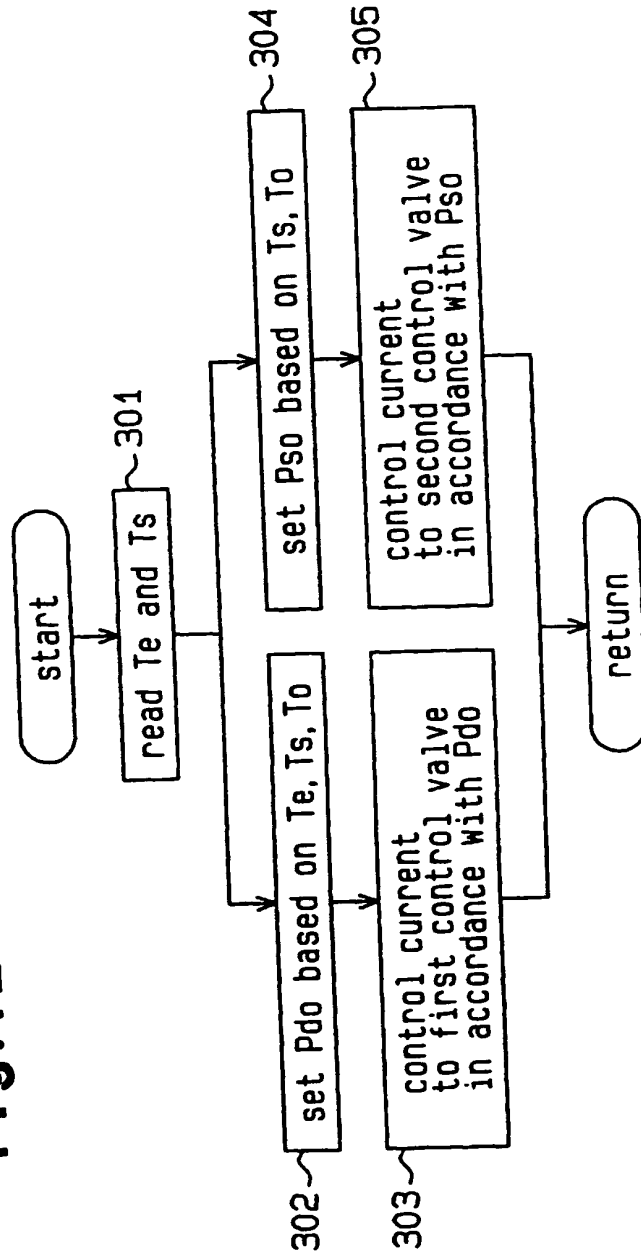 start
read Te and Ts
301
set Pdo based on Te, Ts, To
302
control current
to first control valve
in accordance with Pdo
303
set Pso based on Ts, To
304
control current
to second control valve
in accordance with Pso
305
return